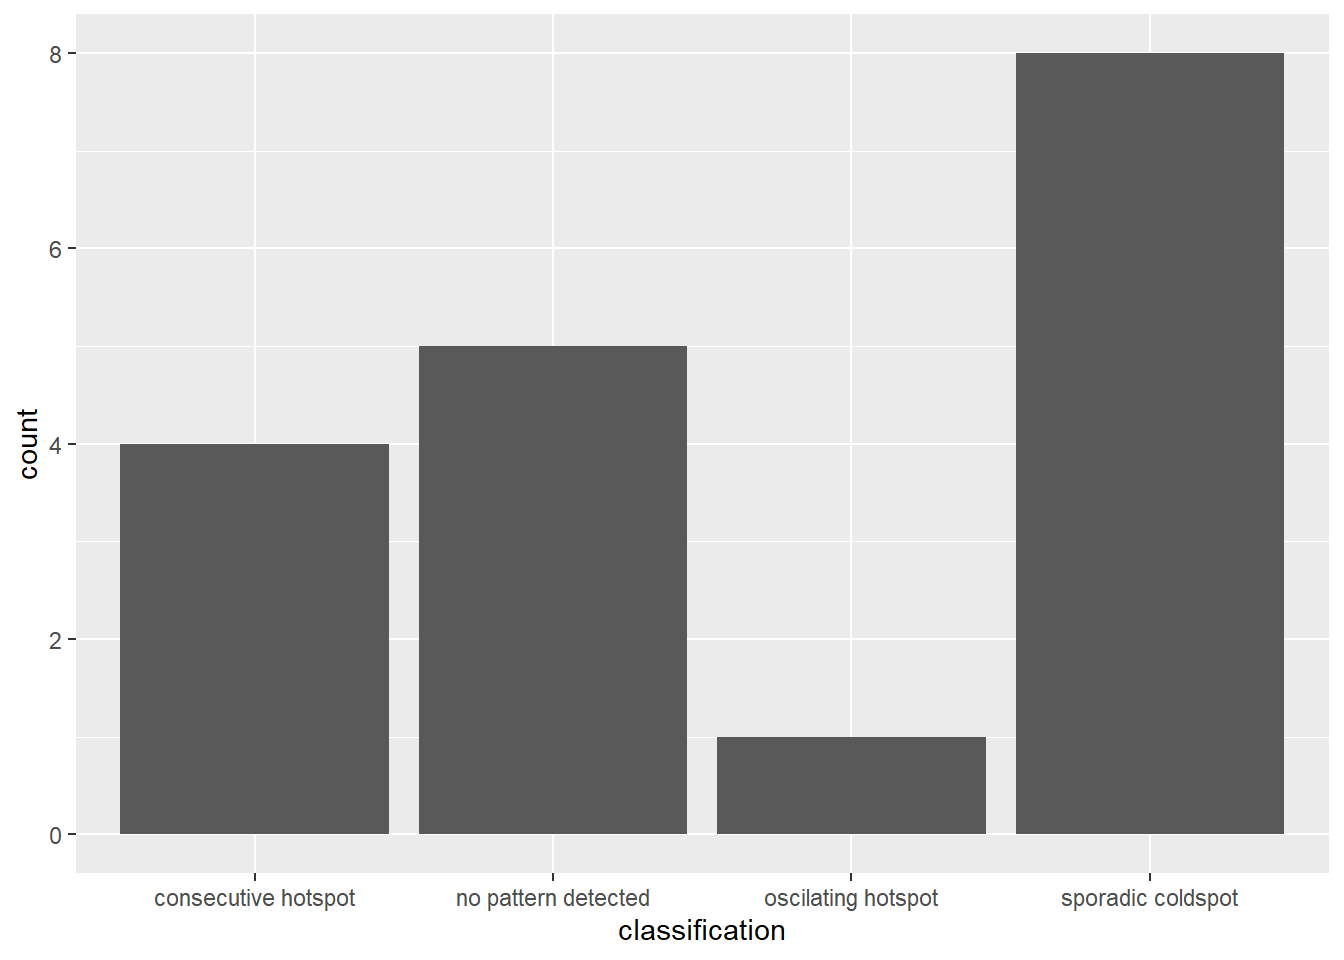 8
6
4
2
0
count
consecutive hotspot no pattern detected oscilating hotspot sporadic coldspot
classification